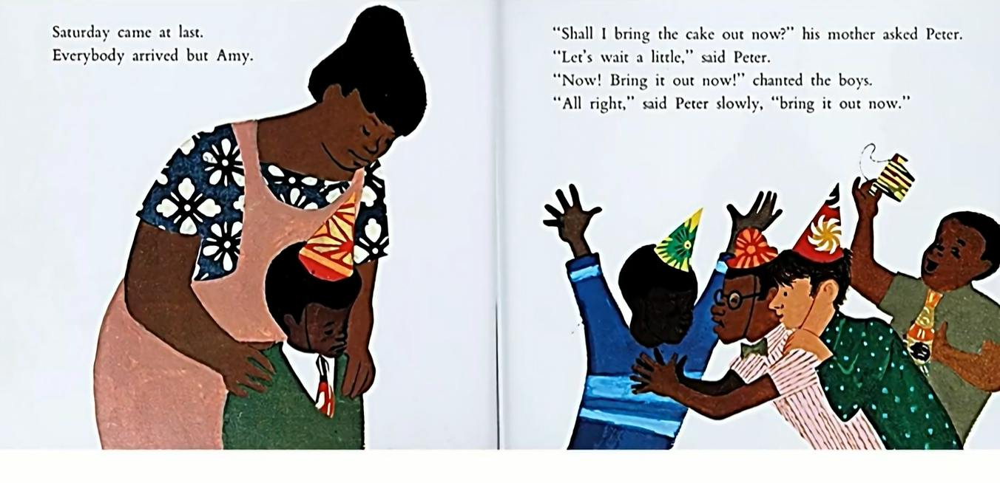 Saturday came at last.
Everybody arrived but Amy.
“Shall I bring the cake out now?” his mother asked Peter.
“Let’s wait a little,” said Peter.
“Now! Bring it out now!” chanted the boys.
“All right,” said Peter slowly, “bring it out now.”